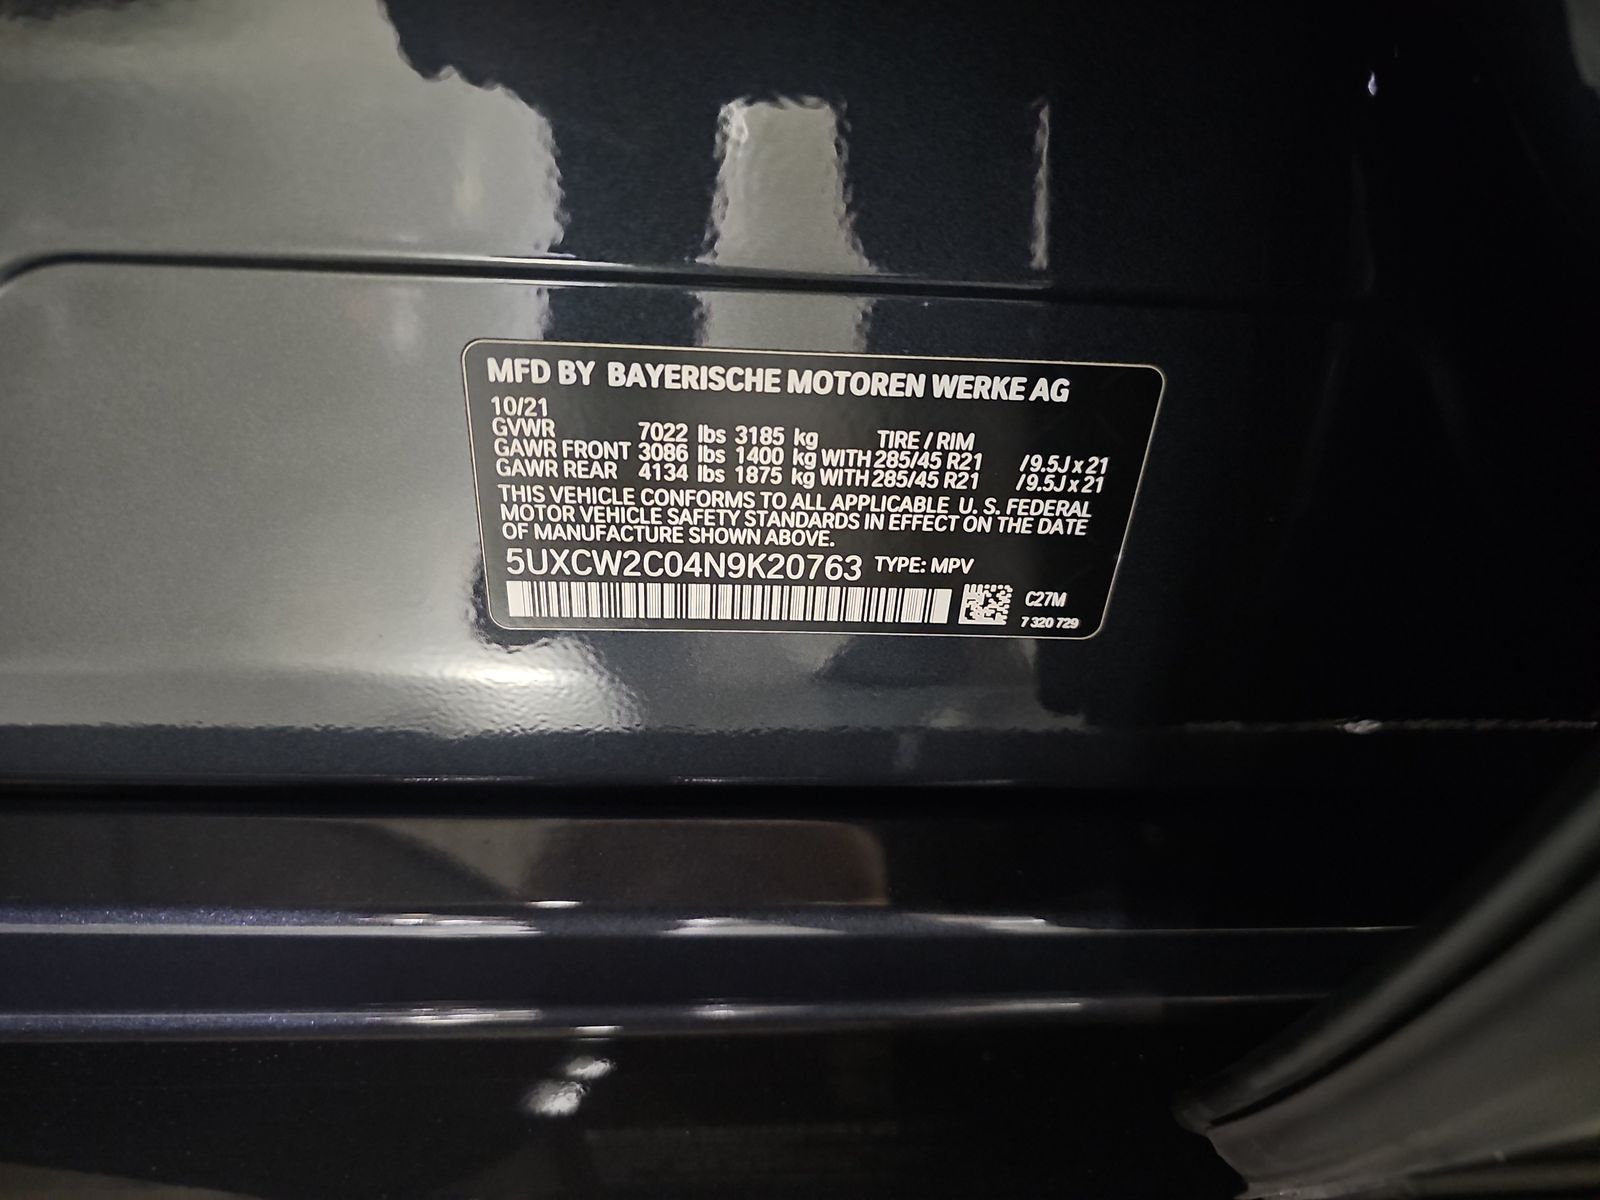 MFD BY BAYERISCHE MOTOREN WERKE AG
10/21
GVWR 7022 lbs 3185 kg TIRE / RIM
GAWR FRONT 3086 lbs 1400 kg WITH 285/45 R21 /9.5J x 21
GAWR REAR 4134 lbs 1875 kg WITH 285/45 R21 /9.5J x 21
THIS VEHICLE CONFORMS TO ALL APPLICABLE U. S. FEDERAL
MOTOR VEHICLE SAFETY STANDARDS IN EFFECT ON THE DATE
OF MANUFACTURE SHOWN ABOVE.
5UXCW2C04N9K20763 TYPE: MPV
C27M
7 320 729